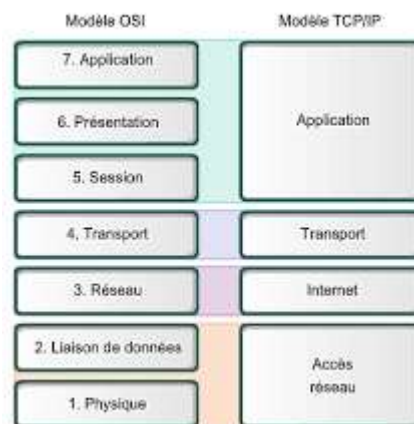 Modèle OSI
Modèle TCP/IP
7. Application
6. Présentation
5. Session
Application
4. Transport
Transport
3. Réseau
Internet
2. Liaison de données
1. Physique
Accès
réseau